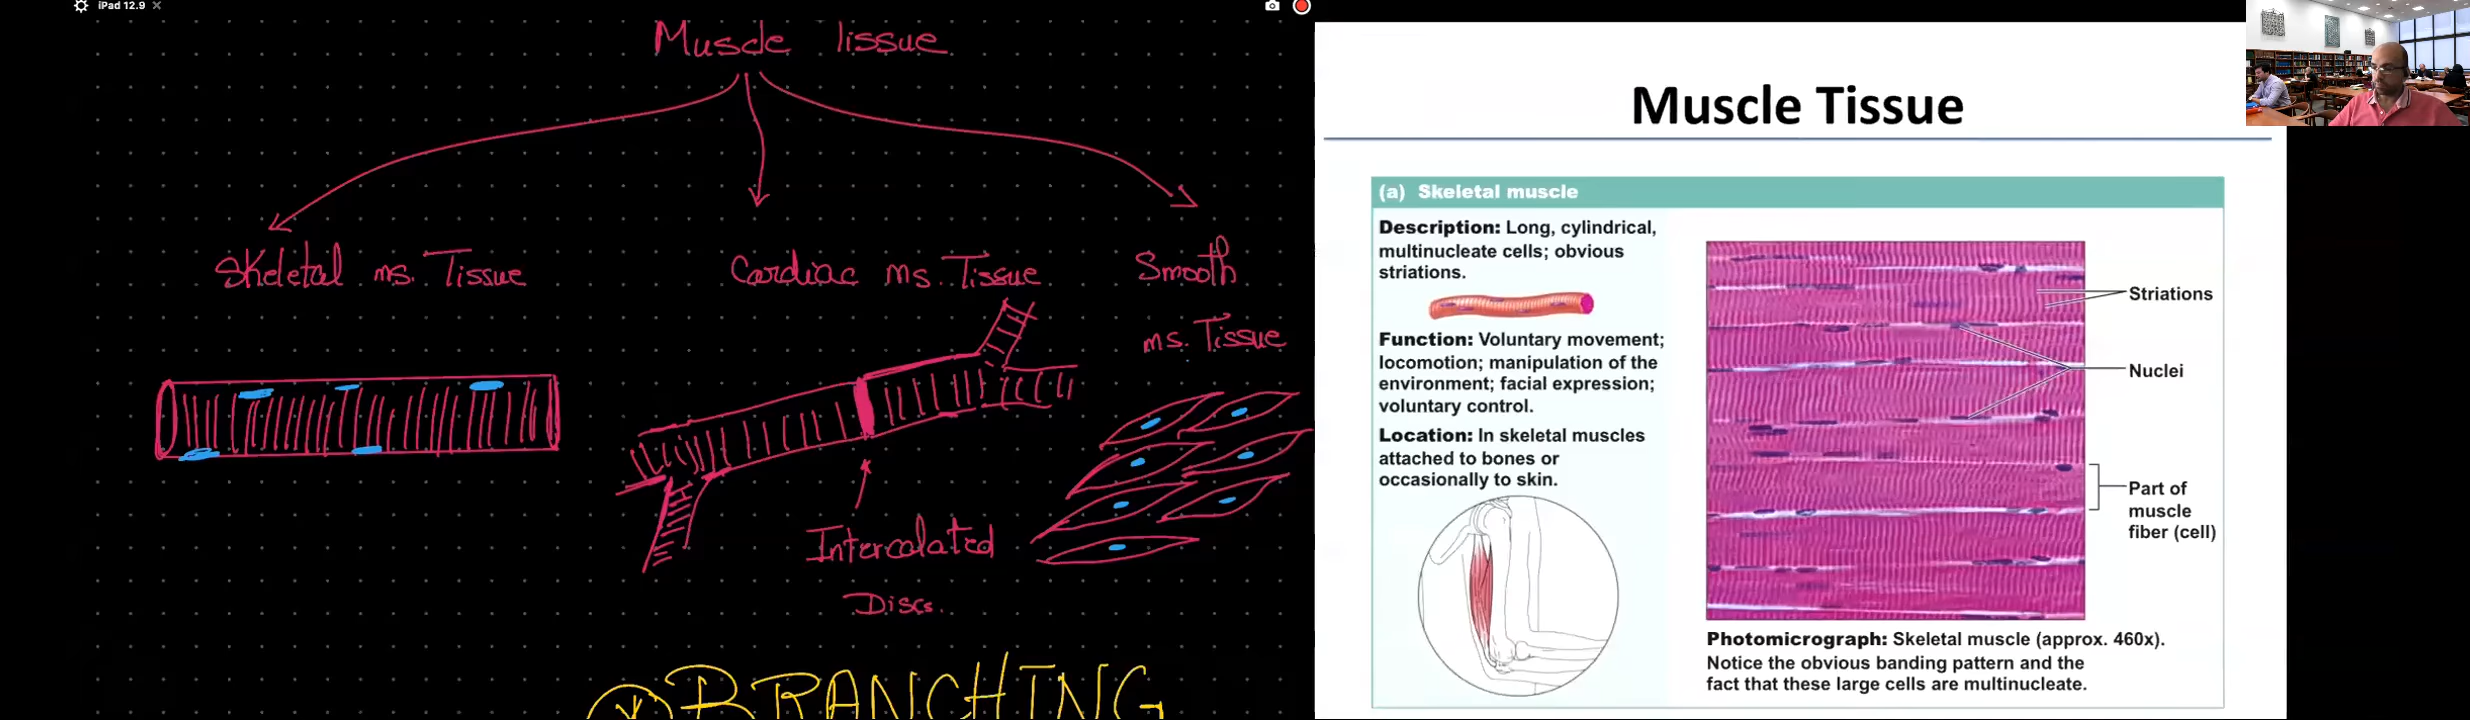 iPad 12.9
Muscle Tissue
Skeletal ms. Tissue
Cardiac ms. Tissue
Smooth
ms. Tissue
Intercalated
Discs.
BRANCHING
Muscle Tissue
(a) Skeletal muscle
Description: Long, cylindrical,
multinucleate cells; obvious
striations.
Function: Voluntary movement;
locomotion; manipulation of the
environment; facial expression;
voluntary control.
Location: In skeletal muscles
attached to bones or
occasionally to skin.
Striations
Nuclei
Part of
muscle
fiber (cell)
Photomicrograph: Skeletal muscle (approx. 460x).
Notice the obvious banding pattern and the
fact that these large cells are multinucleate.